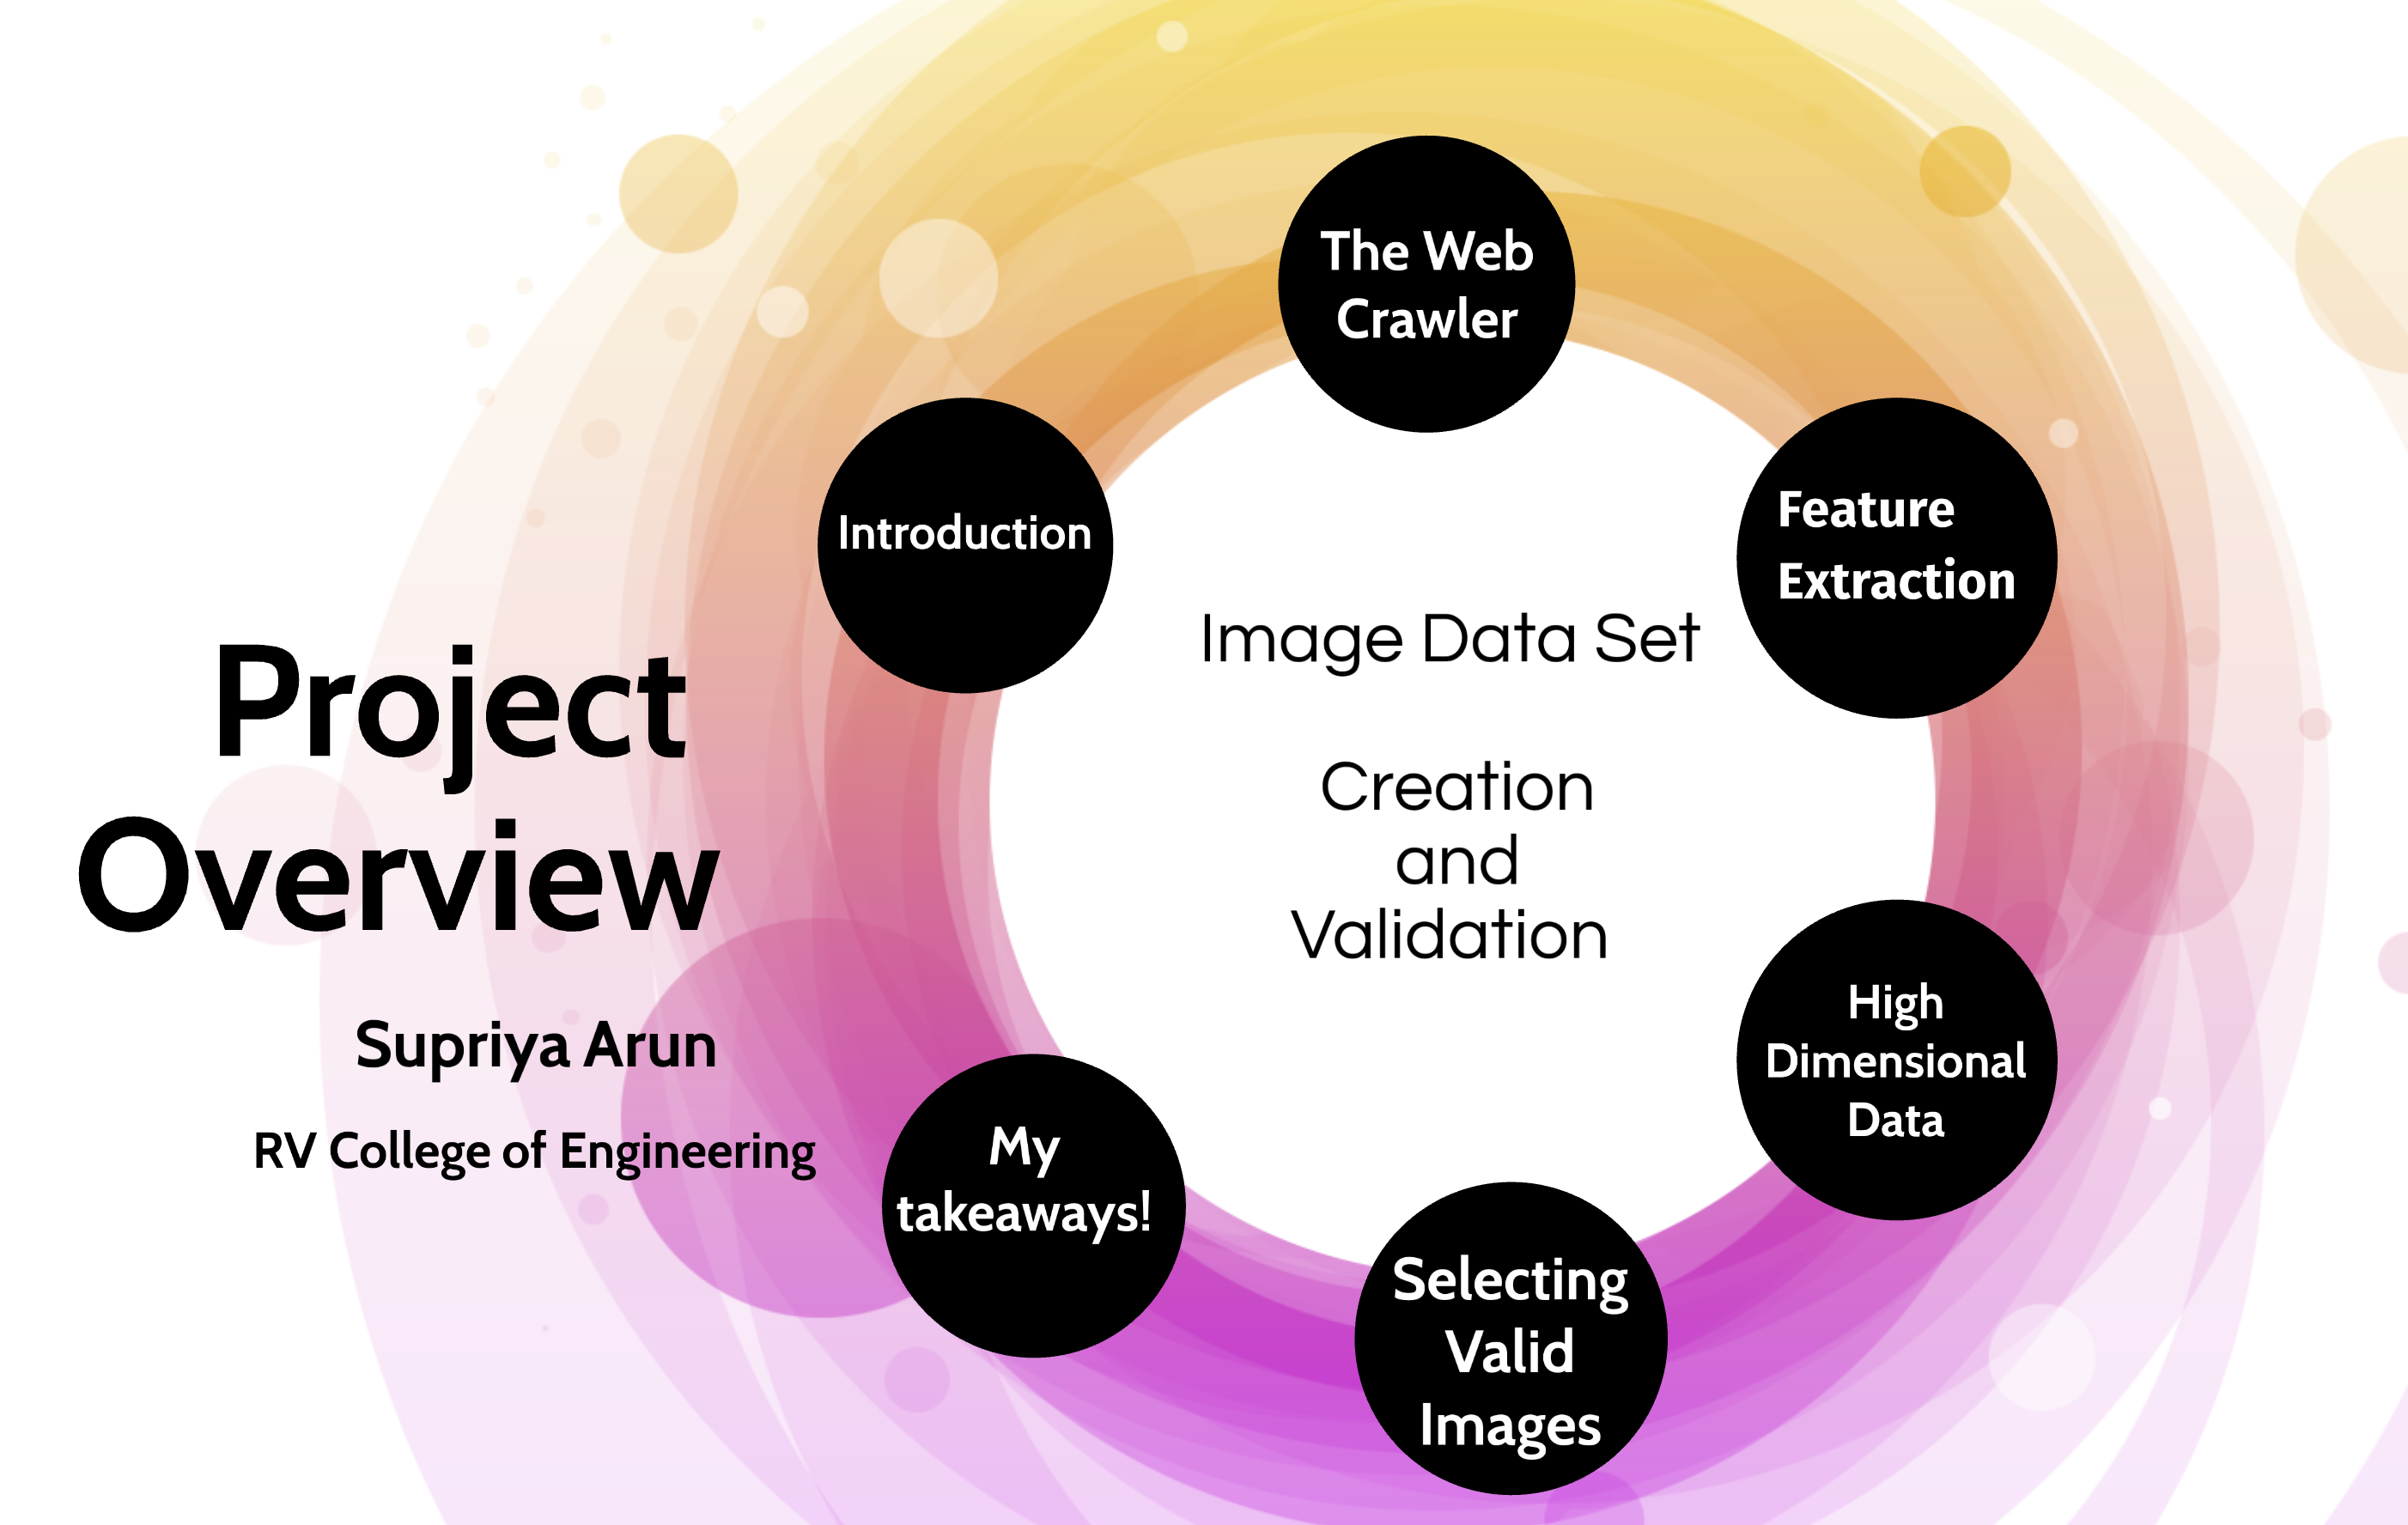 Project
Overview
Supriya Arun
RV College of Engineering
Image Data Set
Creation
and
Validation
Introduction
The Web
Crawler
Feature
Extraction
High
Dimensional
Data
Selecting
Valid
Images
My
takeaways!